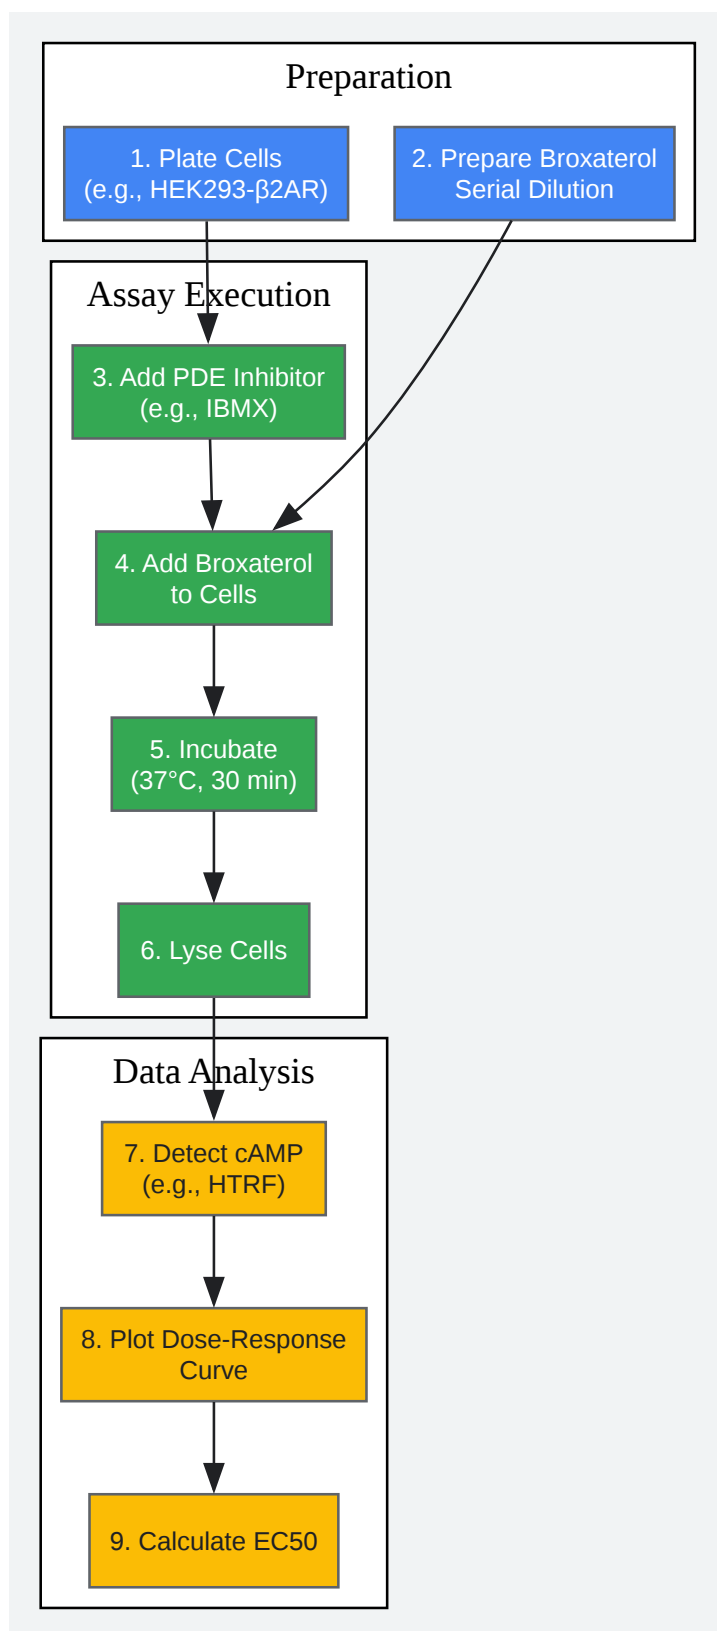 Preparation
1. Plate Cells
(e.g., HEK293-β2AR)
2. Prepare Broxaterol
Serial Dilution
Assay Execution
3. Add PDE Inhibitor
(e.g., IBMX)
4. Add Broxaterol
to Cells
5. Incubate
(37°C, 30 min)
6. Lyse Cells
Data Analysis
7. Detect cAMP
(e.g., HTRF)
8. Plot Dose-Response
Curve
9. Calculate EC50